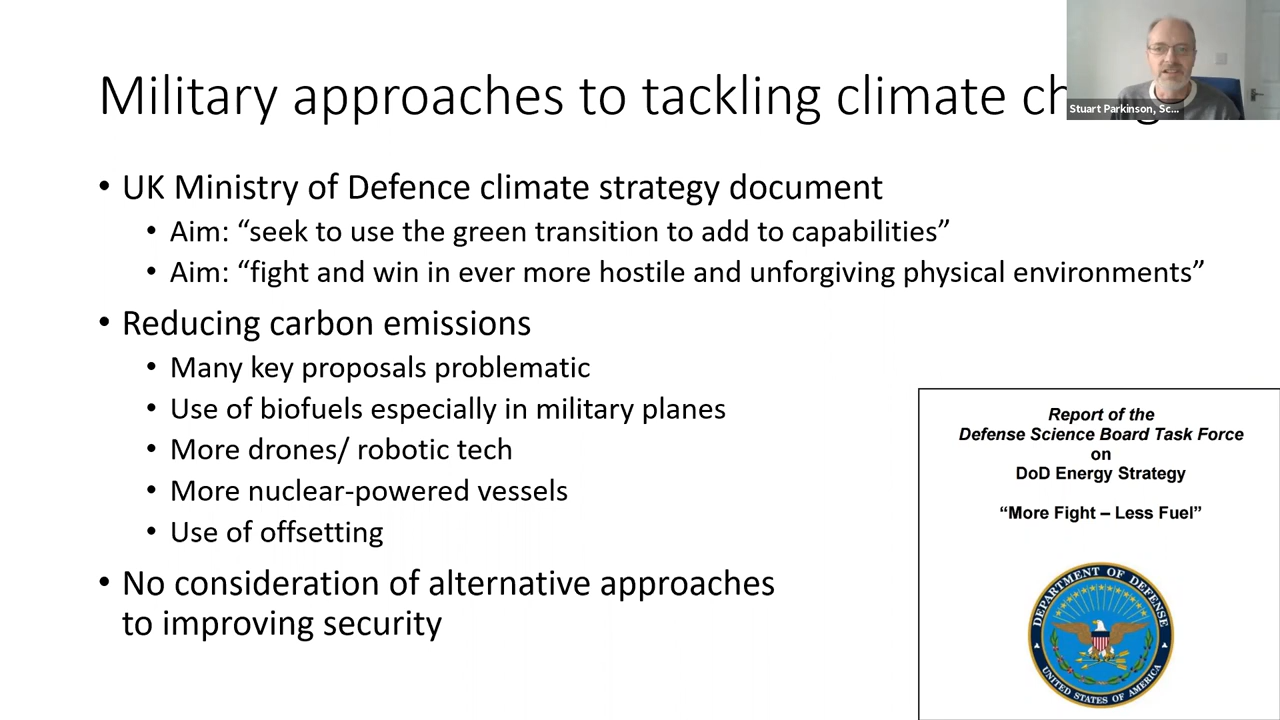 Military approaches to tackling climate ch
Stuart Parkinson, Sc...
• UK Ministry of Defence climate strategy document
• Aim: “seek to use the green transition to add to capabilities”
• Aim: “fight and win in ever more hostile and unforgiving physical environments”
• Reducing carbon emissions
• Many key proposals problematic
• Use of biofuels especially in military planes
• More drones/ robotic tech
• More nuclear-powered vessels
• Use of offsetting
• No consideration of alternative approaches
to improving security
Report of the
Defense Science Board Task Force
on
DoD Energy Strategy
“More Fight – Less Fuel”
DEPARTMENT OF DEFENSE
UNITED STATES OF AMERICA